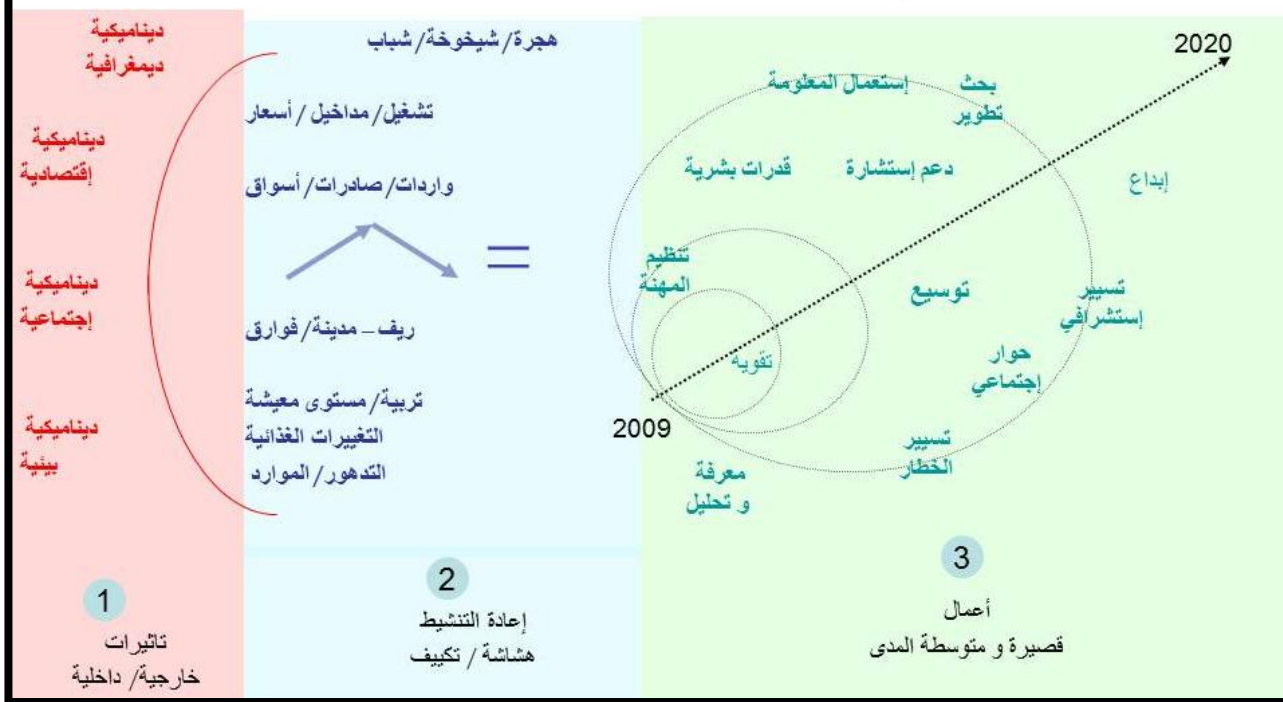 ديناميكية
ديمغرافية
ديناميكية
إقتصادية
ديناميكية
إجتماعية
ديناميكية
بيئية
1
تاثيرات
خارجية/ داخلية
هجرة/ شيخوخة/ شباب
تشغيل/ مداخيل / أسعار
واردات/ صادرات/ أسواق
=
ريف – مدينة/ فوارق
تربية/ مستوى معيشة
التغييرات الغذائية
التدهور/ الموارد
2
إعادة التنشيط
هشاشة / تكييف
2020
إستعمال المعلومة
بحث
تطوير
قدرات بشرية
دعم إستشارة
إبداع
تنظيم
المهنة
توسيع
تسيير
إستشرافي
تقوية
حوار
إجتماعي
2009
تسيير
الخطار
معرفة
و تحليل
3
أعمال
قصيرة و متوسطة المدى